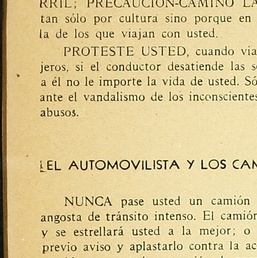 RRIL; PRECAUCION-CAMINO LA
tan sólo por cultura sino porque en
la de los que viajan con usted.
PROTESTE USTED, cuando via
jeros, si el conductor desatiende las s
a él no le importe la vida de usted. Só
ante el vandalismo de los inconscientes
abusos.
¡EL AUTOMOVILISTA Y LOS CAM
NUNCA pase usted un camión
angosta de tránsito intenso. El camión
y se estrellará usted a la mejor; o
previo aviso y aplastarlo contra la ac